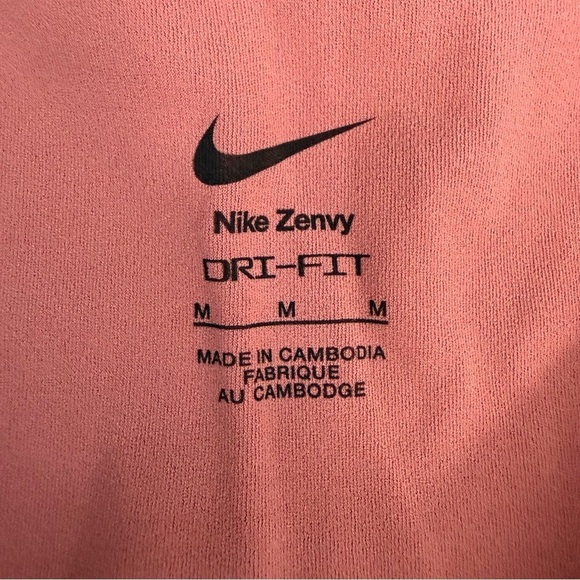 Nike Zenvy
DRI-FIT
M M M
MADE IN CAMBODIA
FABRIQUE
AU CAMBODGE